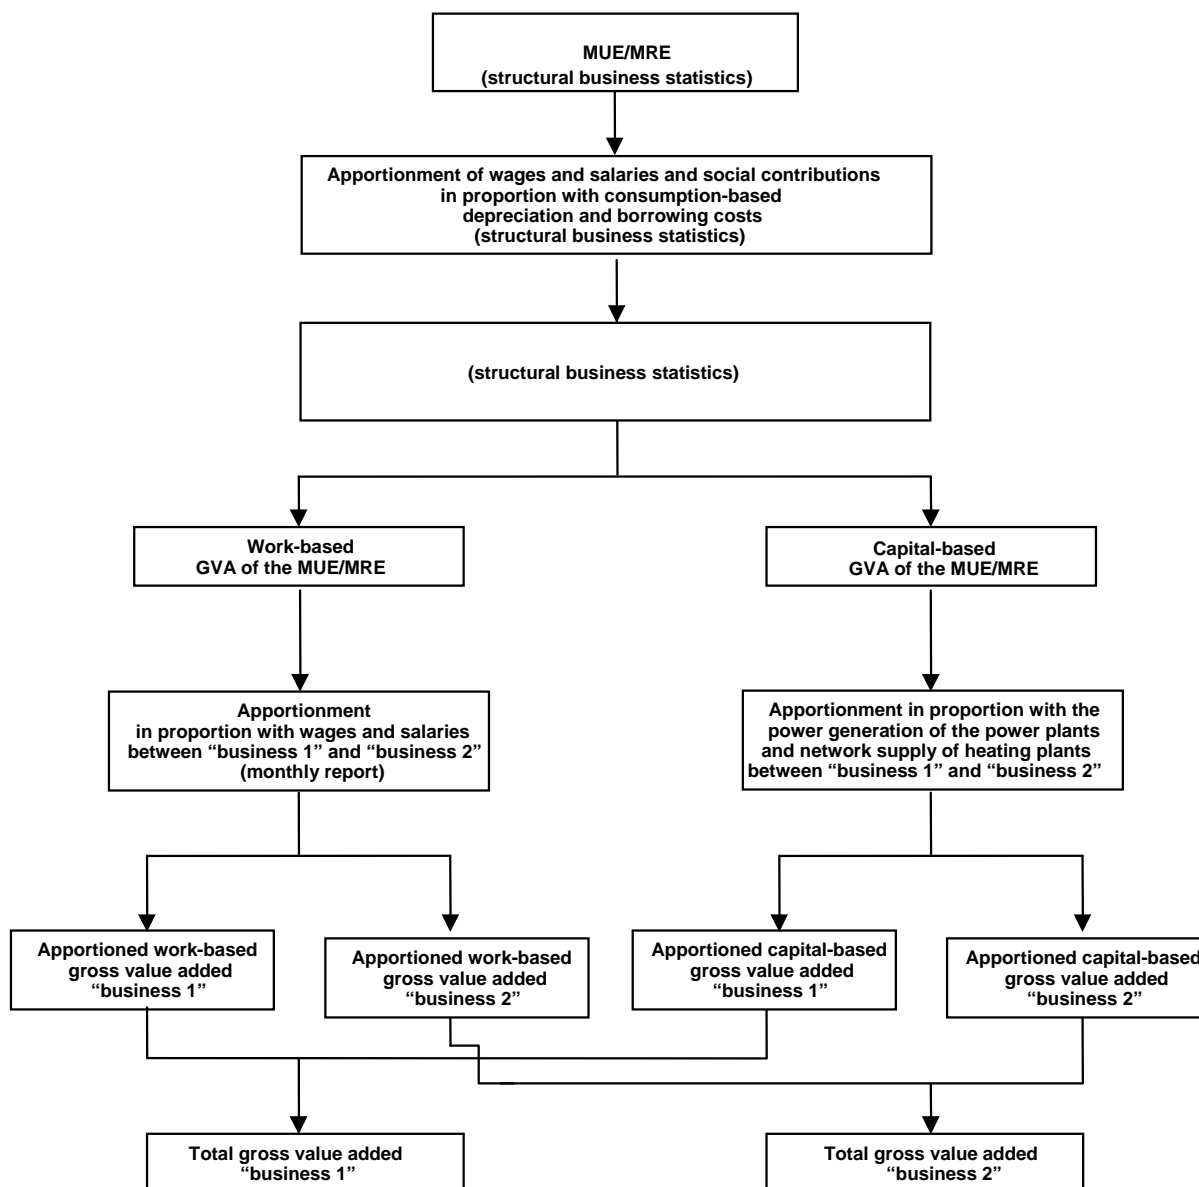 MUE/MRE
(structural business statistics)
Apportionment of wages and salaries and social contributions
in proportion with consumption-based
depreciation and borrowing costs
(structural business statistics)
(structural business statistics)
Work-based
GVA of the MUE/MRE
Capital-based
GVA of the MUE/MRE
Apportionment
in proportion with wages and salaries
between “business 1” and “business 2”
(monthly report)
Apportionment in proportion with the
power generation of the power plants
and network supply of heating plants
between “business 1” and “business 2”
Apportioned work-based
gross value added
“business 1”
Apportioned work-based
gross value added
“business 2”
Apportioned capital-based
gross value added
“business 1”
Apportioned capital-based
gross value added
“business 2”
Total gross value added
“business 1”
Total gross value added
“business 2”